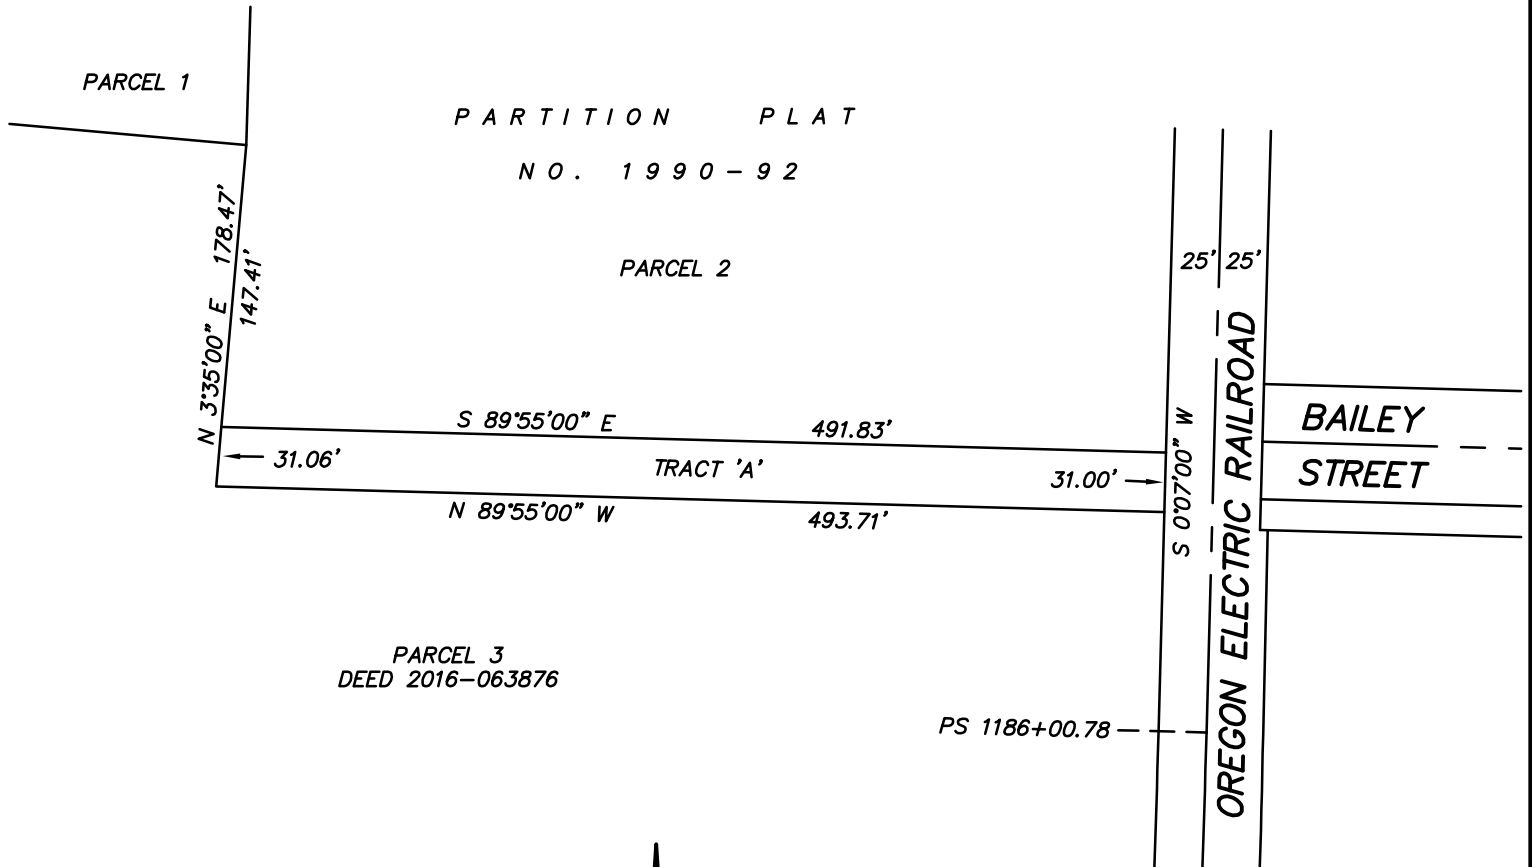 PARCEL 1
PARTITION PLAT
NO. 1990-92
N 3°35'00" E 178.47'
147.41'
PARCEL 2
25' 25'
OREGON ELECTRIC RAILROAD
S 89°55'00" E 491.83'
31.06'
TRACT 'A'
31.00'
S 0°07'00" W
N 89°55'00" W 493.71'
BAILEY
STREET
PARCEL 3
DEED 2016-063876
PS 1186+00.78